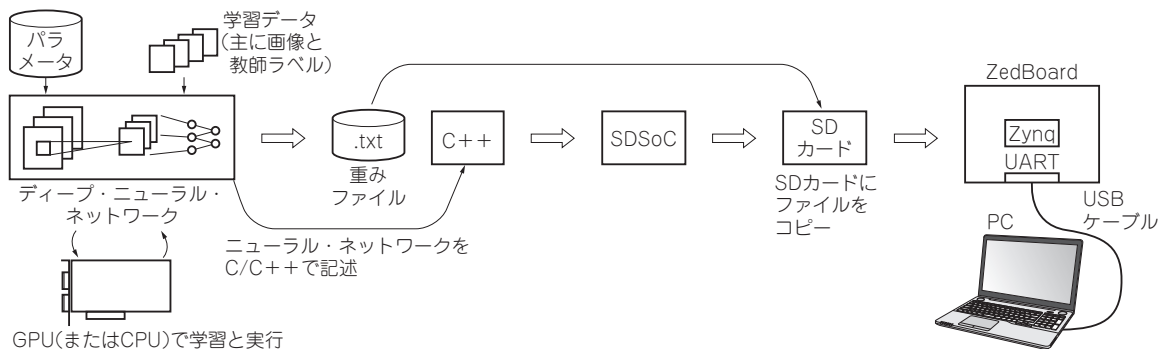 パラ
メータ
学習データ
(主に画像と
教師ラベル)
ディープ・ニューラル・
ネットワーク
GPU(またはCPU)で学習と実行
.txt
重み
ファイル
C++
ニューラル・ネットワークを
C/C++で記述
SDSoC
SD
カード
SDカードに
ファイルを
コピー
ZedBoard
Zynq
UART
USB
ケーブル
PC